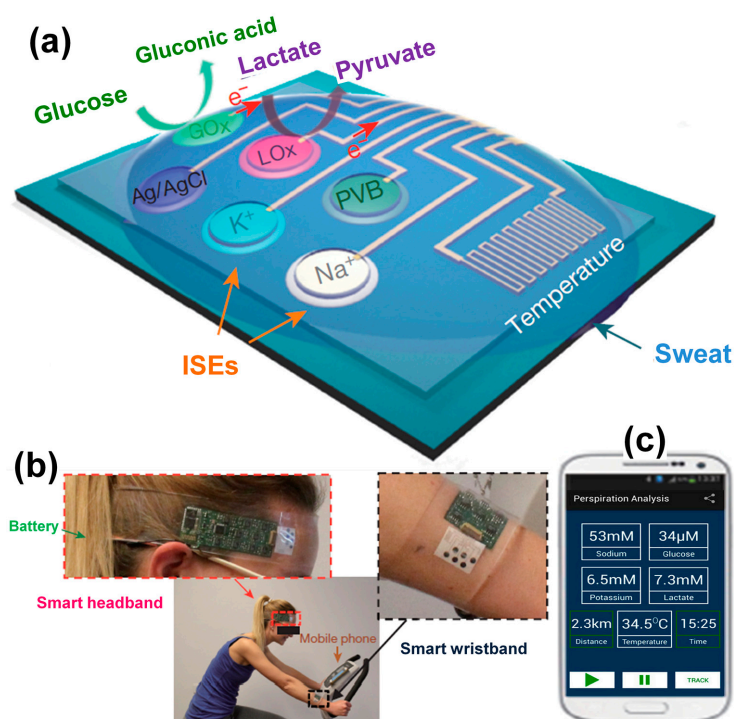 (a)
Gluconic acid
Lactate
Pyruvate
Glucose
e⁻
GOx
LOx
e⁻
Ag/AgCl
K⁺
PVB
Na⁺
Temperature
ISEs
Sweat
(b)
Battery
Smart headband
Mobile phone
Smart wristband
(c)
Perspiration Analysis
53mM
Sodium
34µM
Glucose
6.5mM
Potassium
7.3mM
Lactate
2.3km
Distance
34.5⁰C
Temperature
15:25
Time
TRACK